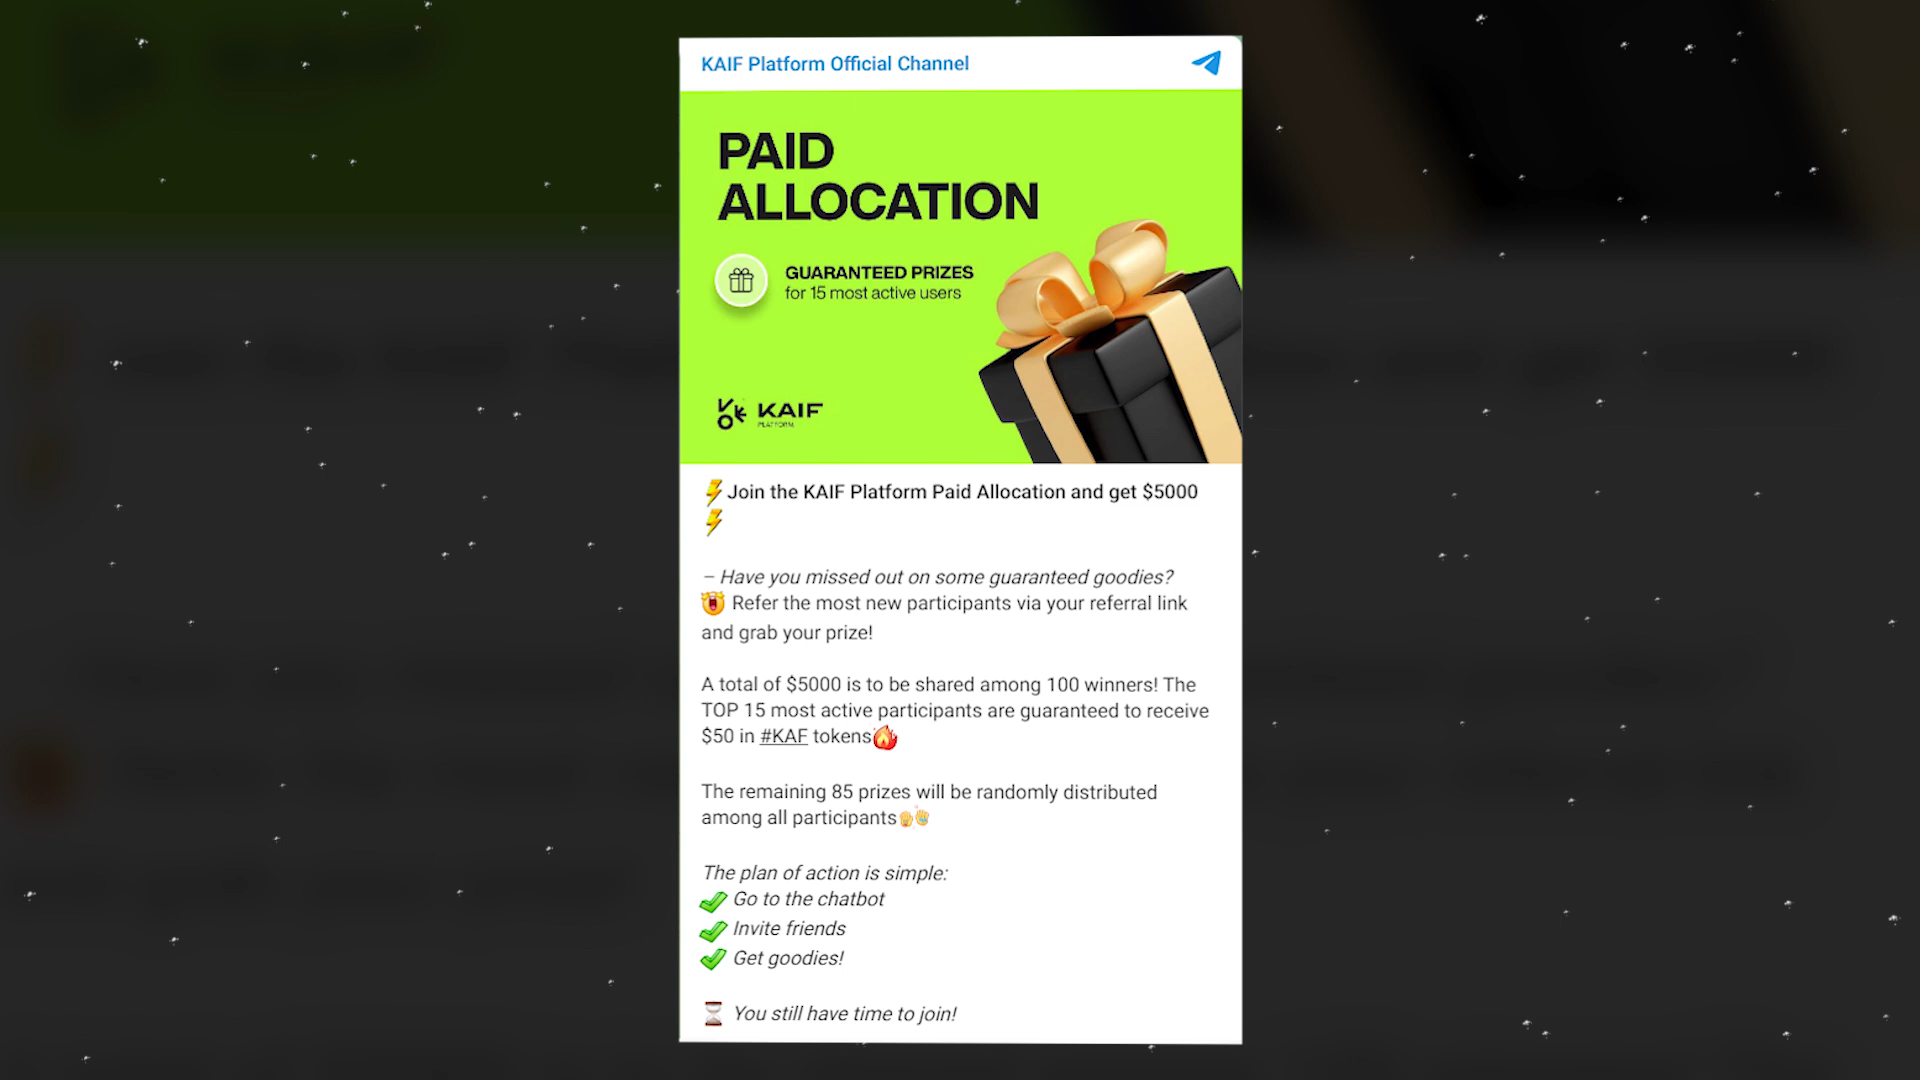 KAIF Platform Official Channel
PAID
ALLOCATION
GUARANTEED PRIZES
for 15 most active users
KAIF
PLATFORM
⚡Join the KAIF Platform Paid Allocation and get $5000
⚡
– Have you missed out on some guaranteed goodies?
Refer the most new participants via your referral link
and grab your prize!
A total of $5000 is to be shared among 100 winners! The
TOP 15 most active participants are guaranteed to receive
$50 in #KAF tokens🔥
The remaining 85 prizes will be randomly distributed
among all participants
The plan of action is simple:
✔ Go to the chatbot
✔ Invite friends
✔ Get goodies!
⏳ You still have time to join!